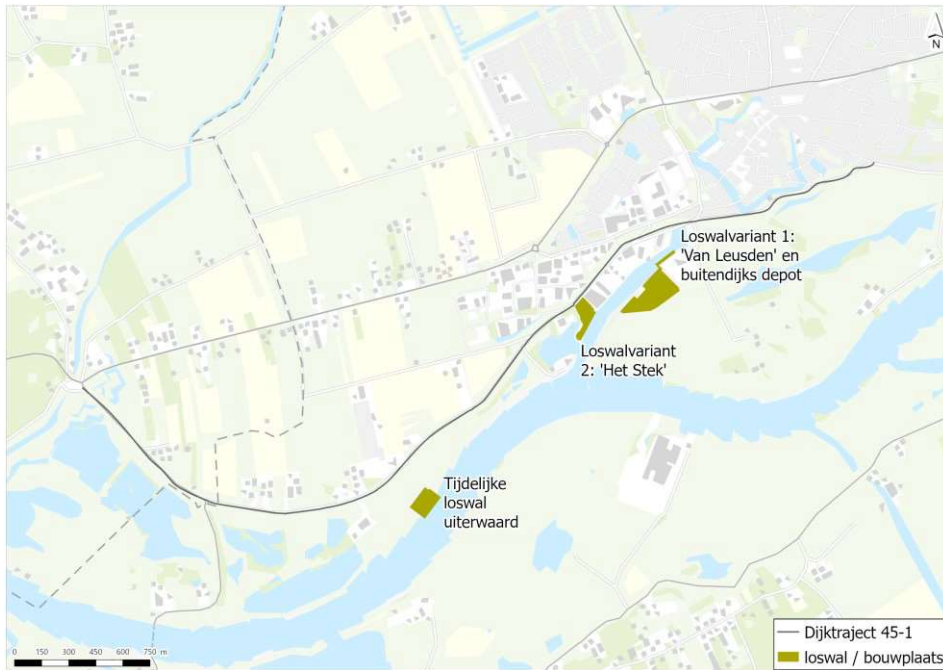 N
Loswalvariant 1:
'Van Leusden' en
buitendijks depot
Loswalvariant
2: 'Het Stek'
Tijdelijke
loswal
uiterwaard
0 150 300 450 600 750 m
Dijktraject 45-1
loswal / bouwplaats